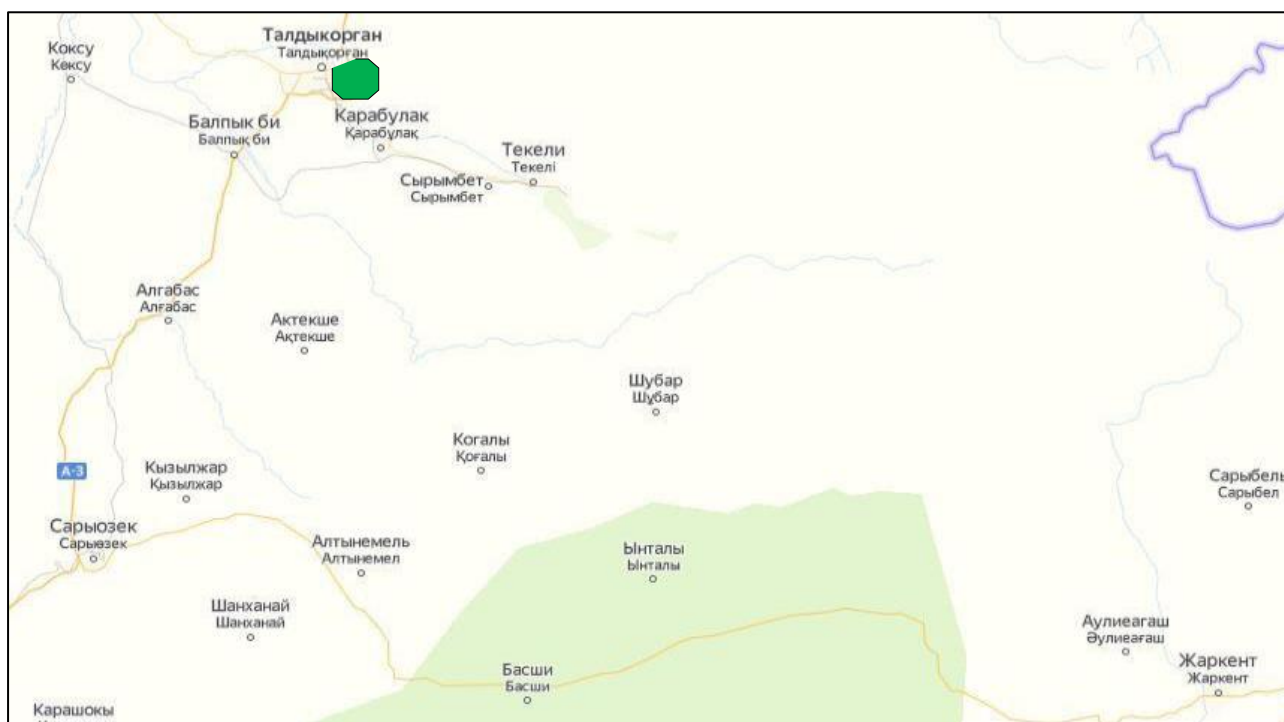 Талдыкорган
Талдықорған
Коксу
Көксу
Карабулак
Қарабұлақ
Балпык би
Балпық би
Текели
Текелі
Сырымбет
Сырымбет
Алгабас
Алғабас
Актекше
Ақтекше
Шубар
Шұбар
Когалы
Қоғалы
А-3
Кызылжар
Қызылжар
Сарыбель
Сарыбел
Сарыозек
Сарыөзек
Алтынемель
Алтынемел
Ынталы
Ынталы
Шанханай
Шанханай
Аулиеагаш
Әулиеағаш
Басши
Басши
Жаркент
Жаркент
Карашокы